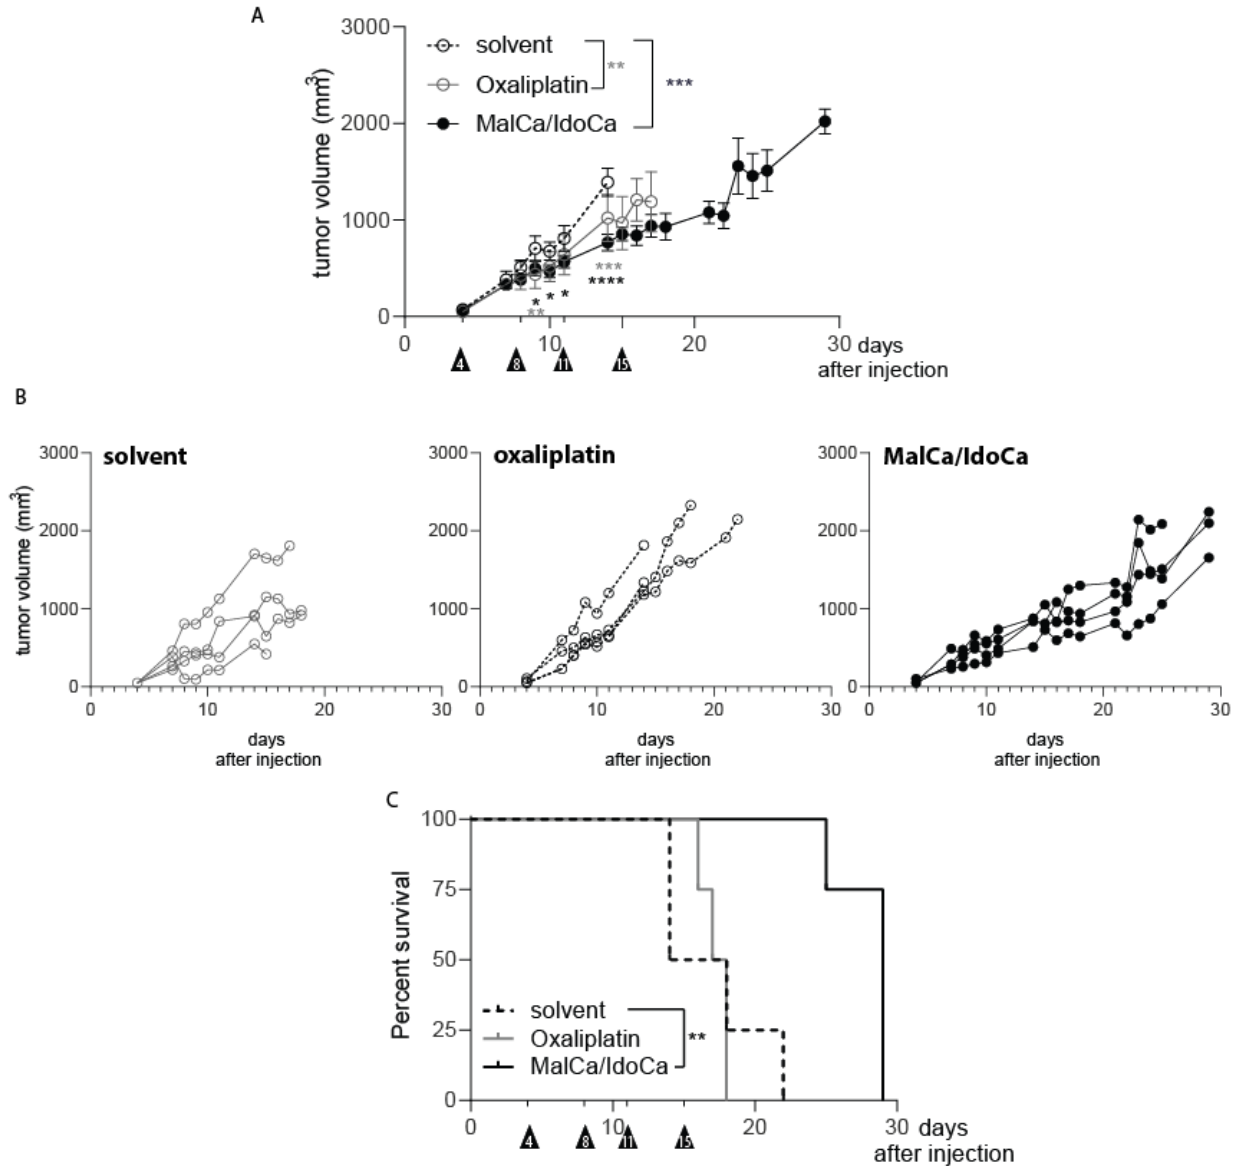 A
3000
2000
1000
0
tumor volume (mm3)
solvent
Oxaliplatin
MalCa/IdoCa
**
***
***
****
* * *
**
0 10 20 30
days
after injection
4 8 11 15
B
solvent
3000
2000
1000
0
tumor volume (mm3)
0 10 20 30
days
after injection
oxaliplatin
3000
2000
1000
0
0 10 20 30
days
after injection
MalCa/IdoCa
3000
2000
1000
0
0 10 20 30
days
after injection
C
100
75
50
25
0
Percent survival
solvent
Oxaliplatin
MalCa/IdoCa
**
0 10 20 30
days
after injection
4 8 11 15